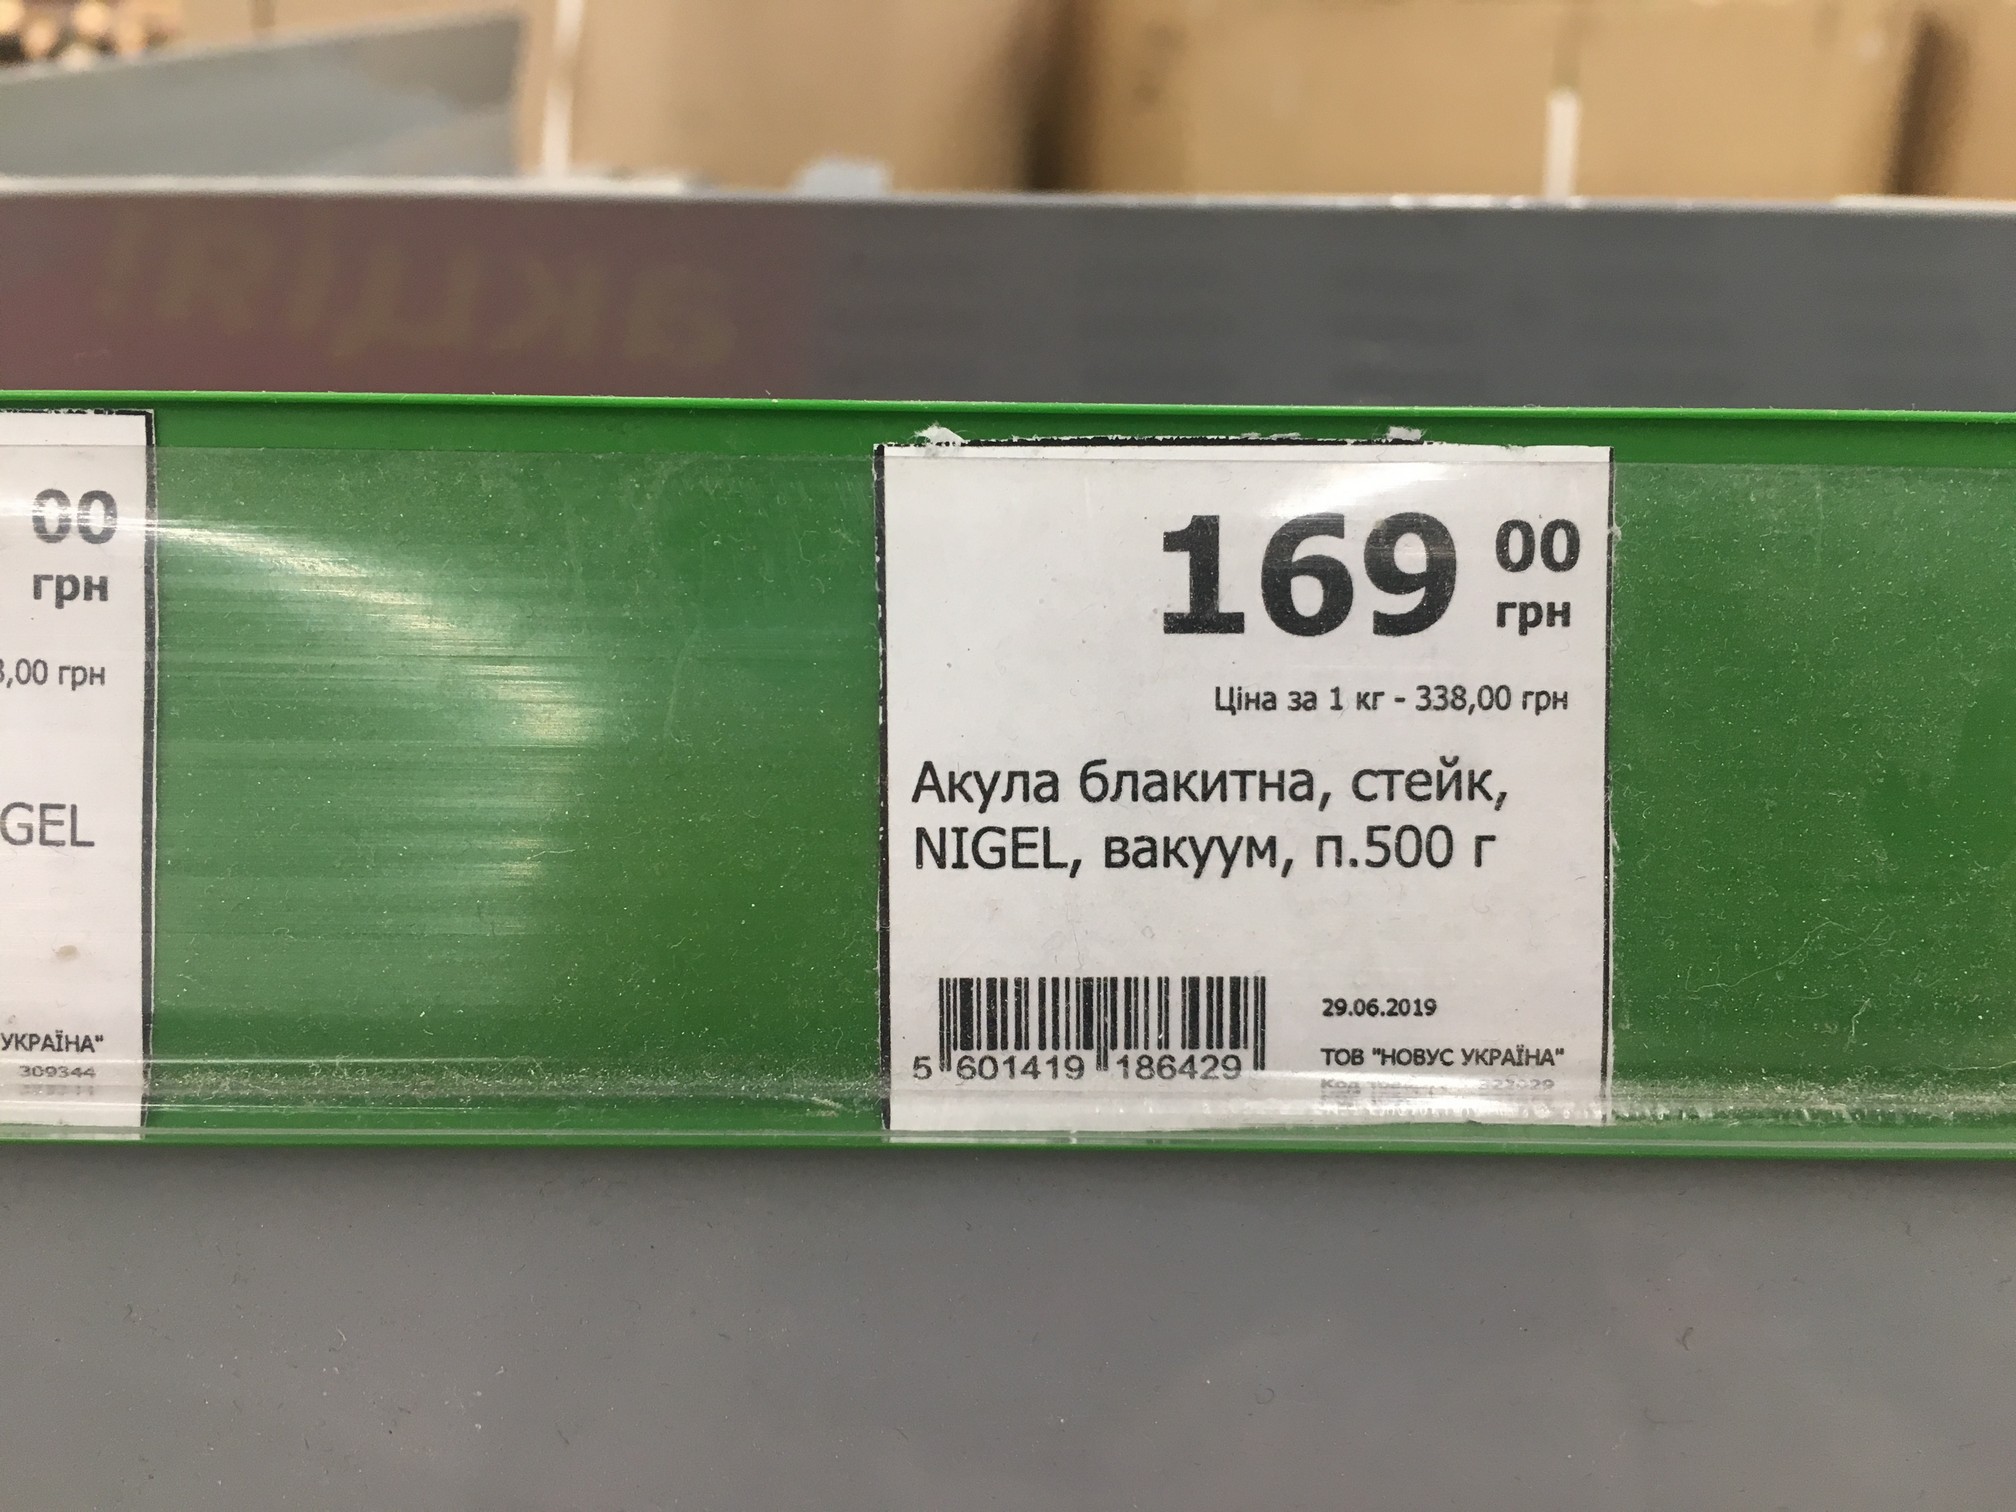 00
грн
8,00 грн
GEL
УКРАЇНА"
309344
169 00
грн
Ціна за 1 кг - 338,00 грн
Акула блакитна, стейк,
NIGEL, вакуум, п.500 г
5 601419 186429
29.06.2019
ТОВ "НОВУС УКРАЇНА"